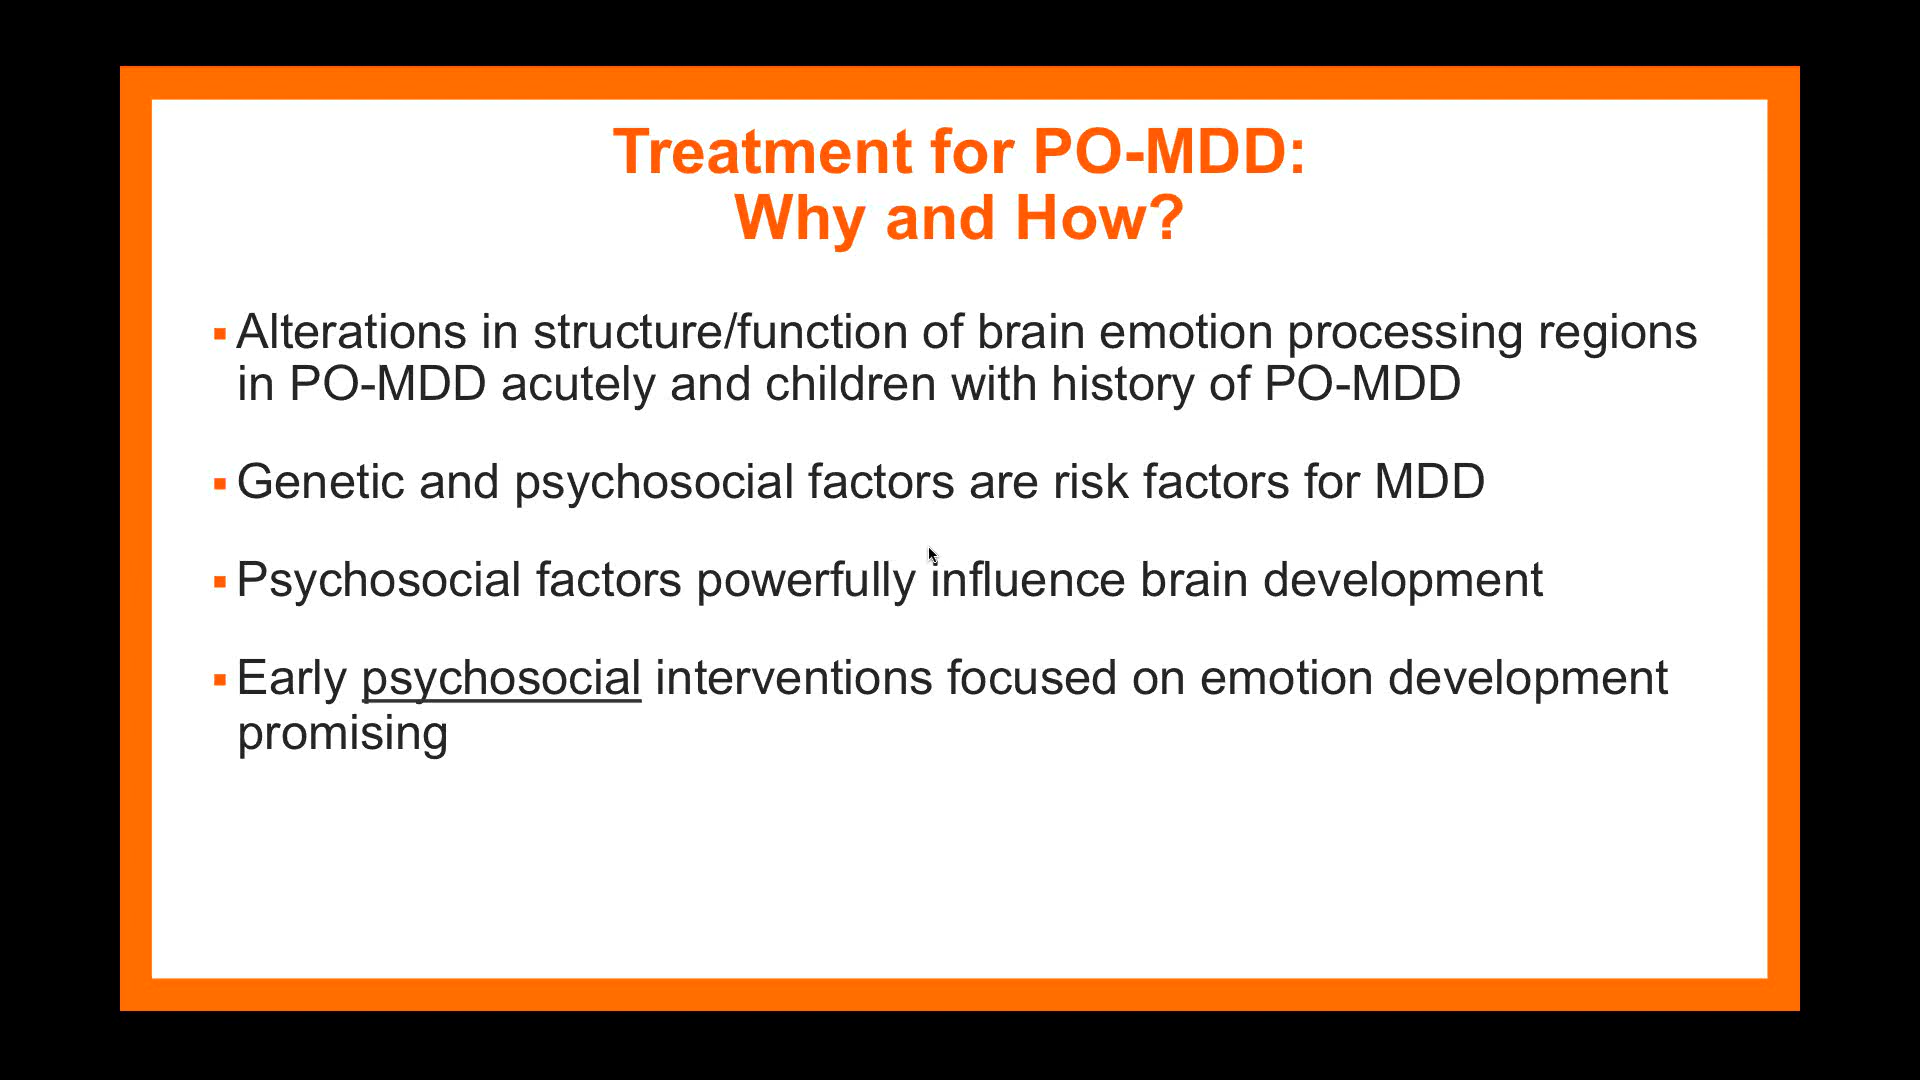 Treatment for PO-MDD:
Why and How?
▪ Alterations in structure/function of brain emotion processing regions
in PO-MDD acutely and children with history of PO-MDD
▪ Genetic and psychosocial factors are risk factors for MDD
▪ Psychosocial factors powerfully influence brain development
▪ Early psychosocial interventions focused on emotion development
promising